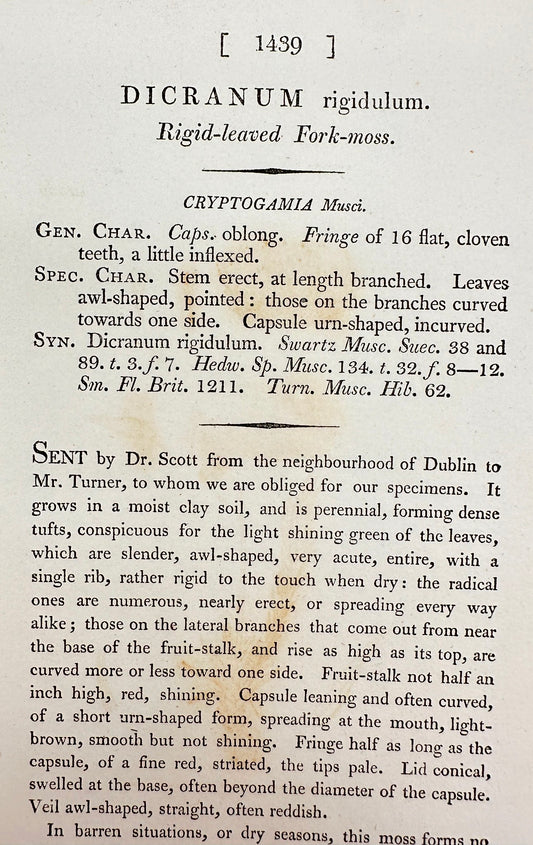 [ 1439 ]
DICRANUM rigidulum.
Rigid-leaved Fork-moss.
CRYPTOGAMIA Musci.
GEN. CHAR. Caps. oblong. Fringe of 16 flat, cloven
teeth, a little inflexed.
SPEC. CHAR. Stem erect, at length branched. Leaves
awl-shaped, pointed: those on the branches curved
towards one side. Capsule urn-shaped, incurved.
SYN. Dicranum rigidulum. Swartz Musc. Suec. 38 and
89. t. 3. f. 7. Hedw. Sp. Musc. 134. t. 32. f. 8—12.
Sm. Fl. Brit. 1211. Turn. Musc. Hib. 62.
SENT by Dr. Scott from the neighbourhood of Dublin to
Mr. Turner, to whom we are obliged for our specimens. It
grows in a moist clay soil, and is perennial, forming dense
tufts, conspicuous for the light shining green of the leaves,
which are slender, awl-shaped, very acute, entire, with a
single rib, rather rigid to the touch when dry: the radical
ones are numerous, nearly erect, or spreading every way
alike; those on the lateral branches that come out from near
the base of the fruit-stalk, and rise as high as its top, are
curved more or less toward one side. Fruit-stalk not half an
inch high, red, shining. Capsule leaning and often curved,
of a short urn-shaped form, spreading at the mouth, light-
brown, smooth but not shining. Fringe half as long as the
capsule, of a fine red, striated, the tips pale. Lid conical,
swelled at the base, often beyond the diameter of the capsule.
Veil awl-shaped, straight, often reddish.
In barren situations, or dry seasons, this moss forms no